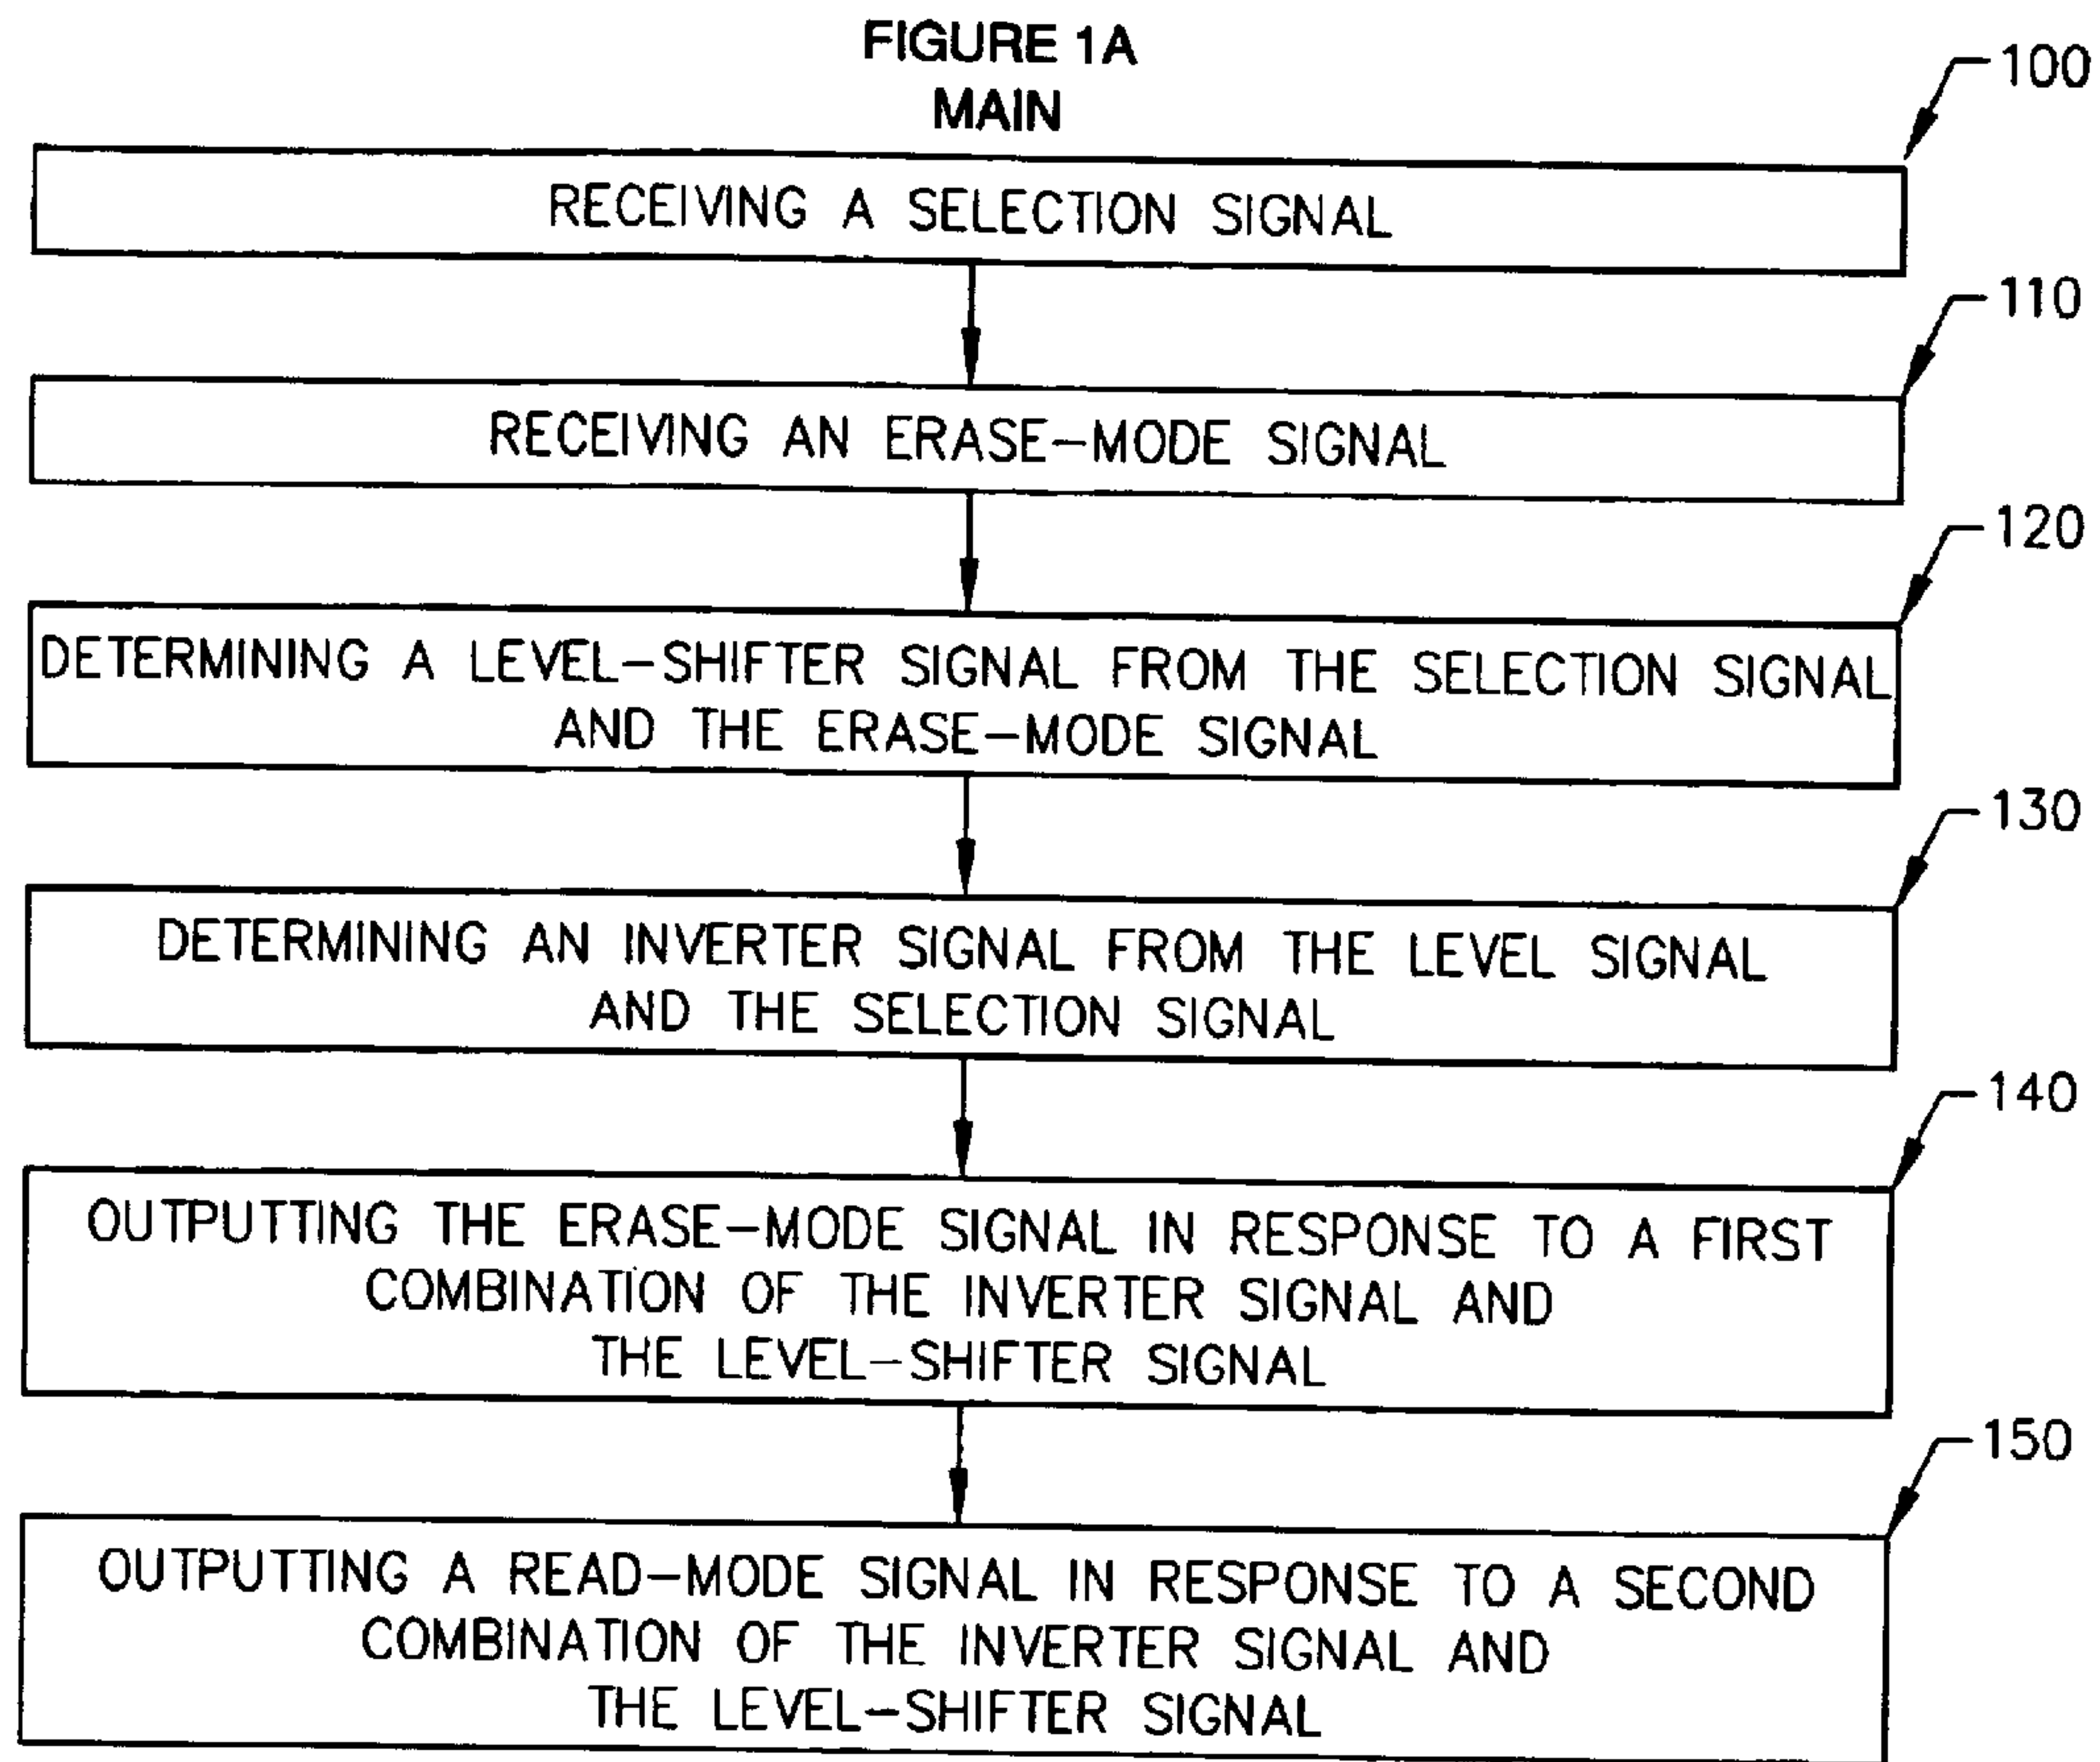 FIGURE 1A
MAIN
100
RECEIVING A SELECTION SIGNAL
110
RECEIVING AN ERASE–MODE SIGNAL
120
DETERMINING A LEVEL–SHIFTER SIGNAL FROM THE SELECTION SIGNAL
AND THE ERASE–MODE SIGNAL
130
DETERMINING AN INVERTER SIGNAL FROM THE LEVEL SIGNAL
AND THE SELECTION SIGNAL
140
OUTPUTTING THE ERASE–MODE SIGNAL IN RESPONSE TO A FIRST
COMBINATION OF THE INVERTER SIGNAL AND
THE LEVEL–SHIFTER SIGNAL
150
OUTPUTTING A READ–MODE SIGNAL IN RESPONSE TO A SECOND
COMBINATION OF THE INVERTER SIGNAL AND
THE LEVEL–SHIFTER SIGNAL